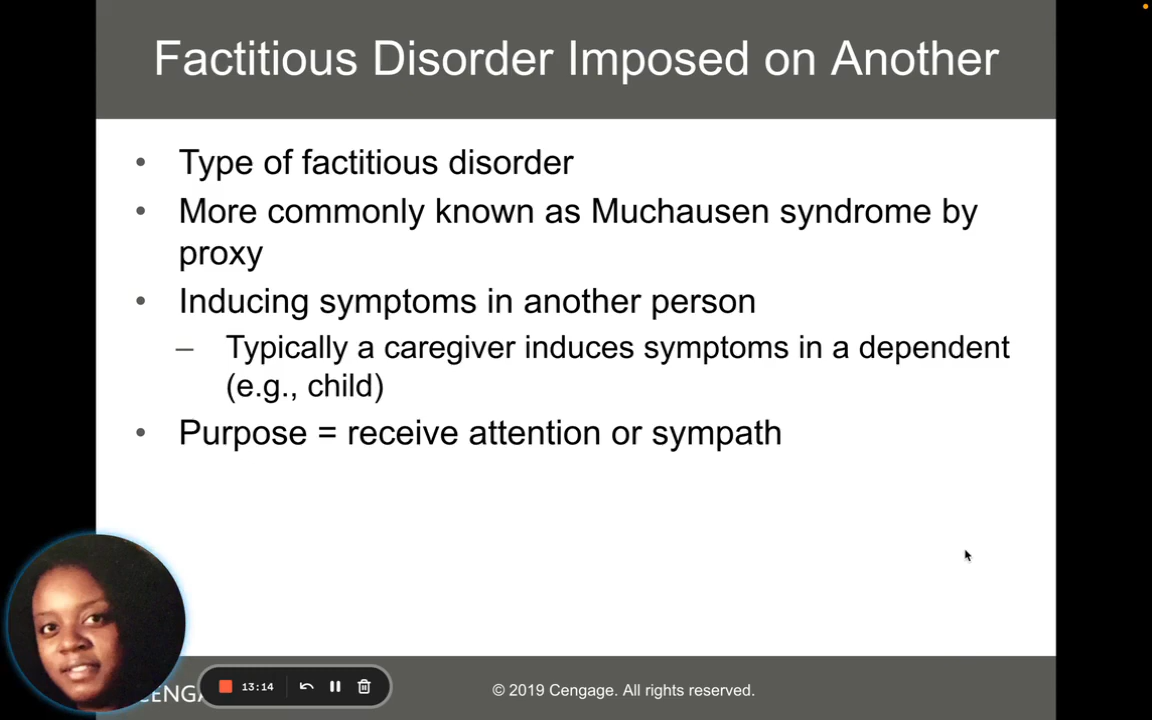 Factitious Disorder Imposed on Another
• Type of factitious disorder
• More commonly known as Muchausen syndrome by
proxy
• Inducing symptoms in another person
– Typically a caregiver induces symptoms in a dependent
(e.g., child)
• Purpose = receive attention or sympath
13:14
© 2019 Cengage. All rights reserved.